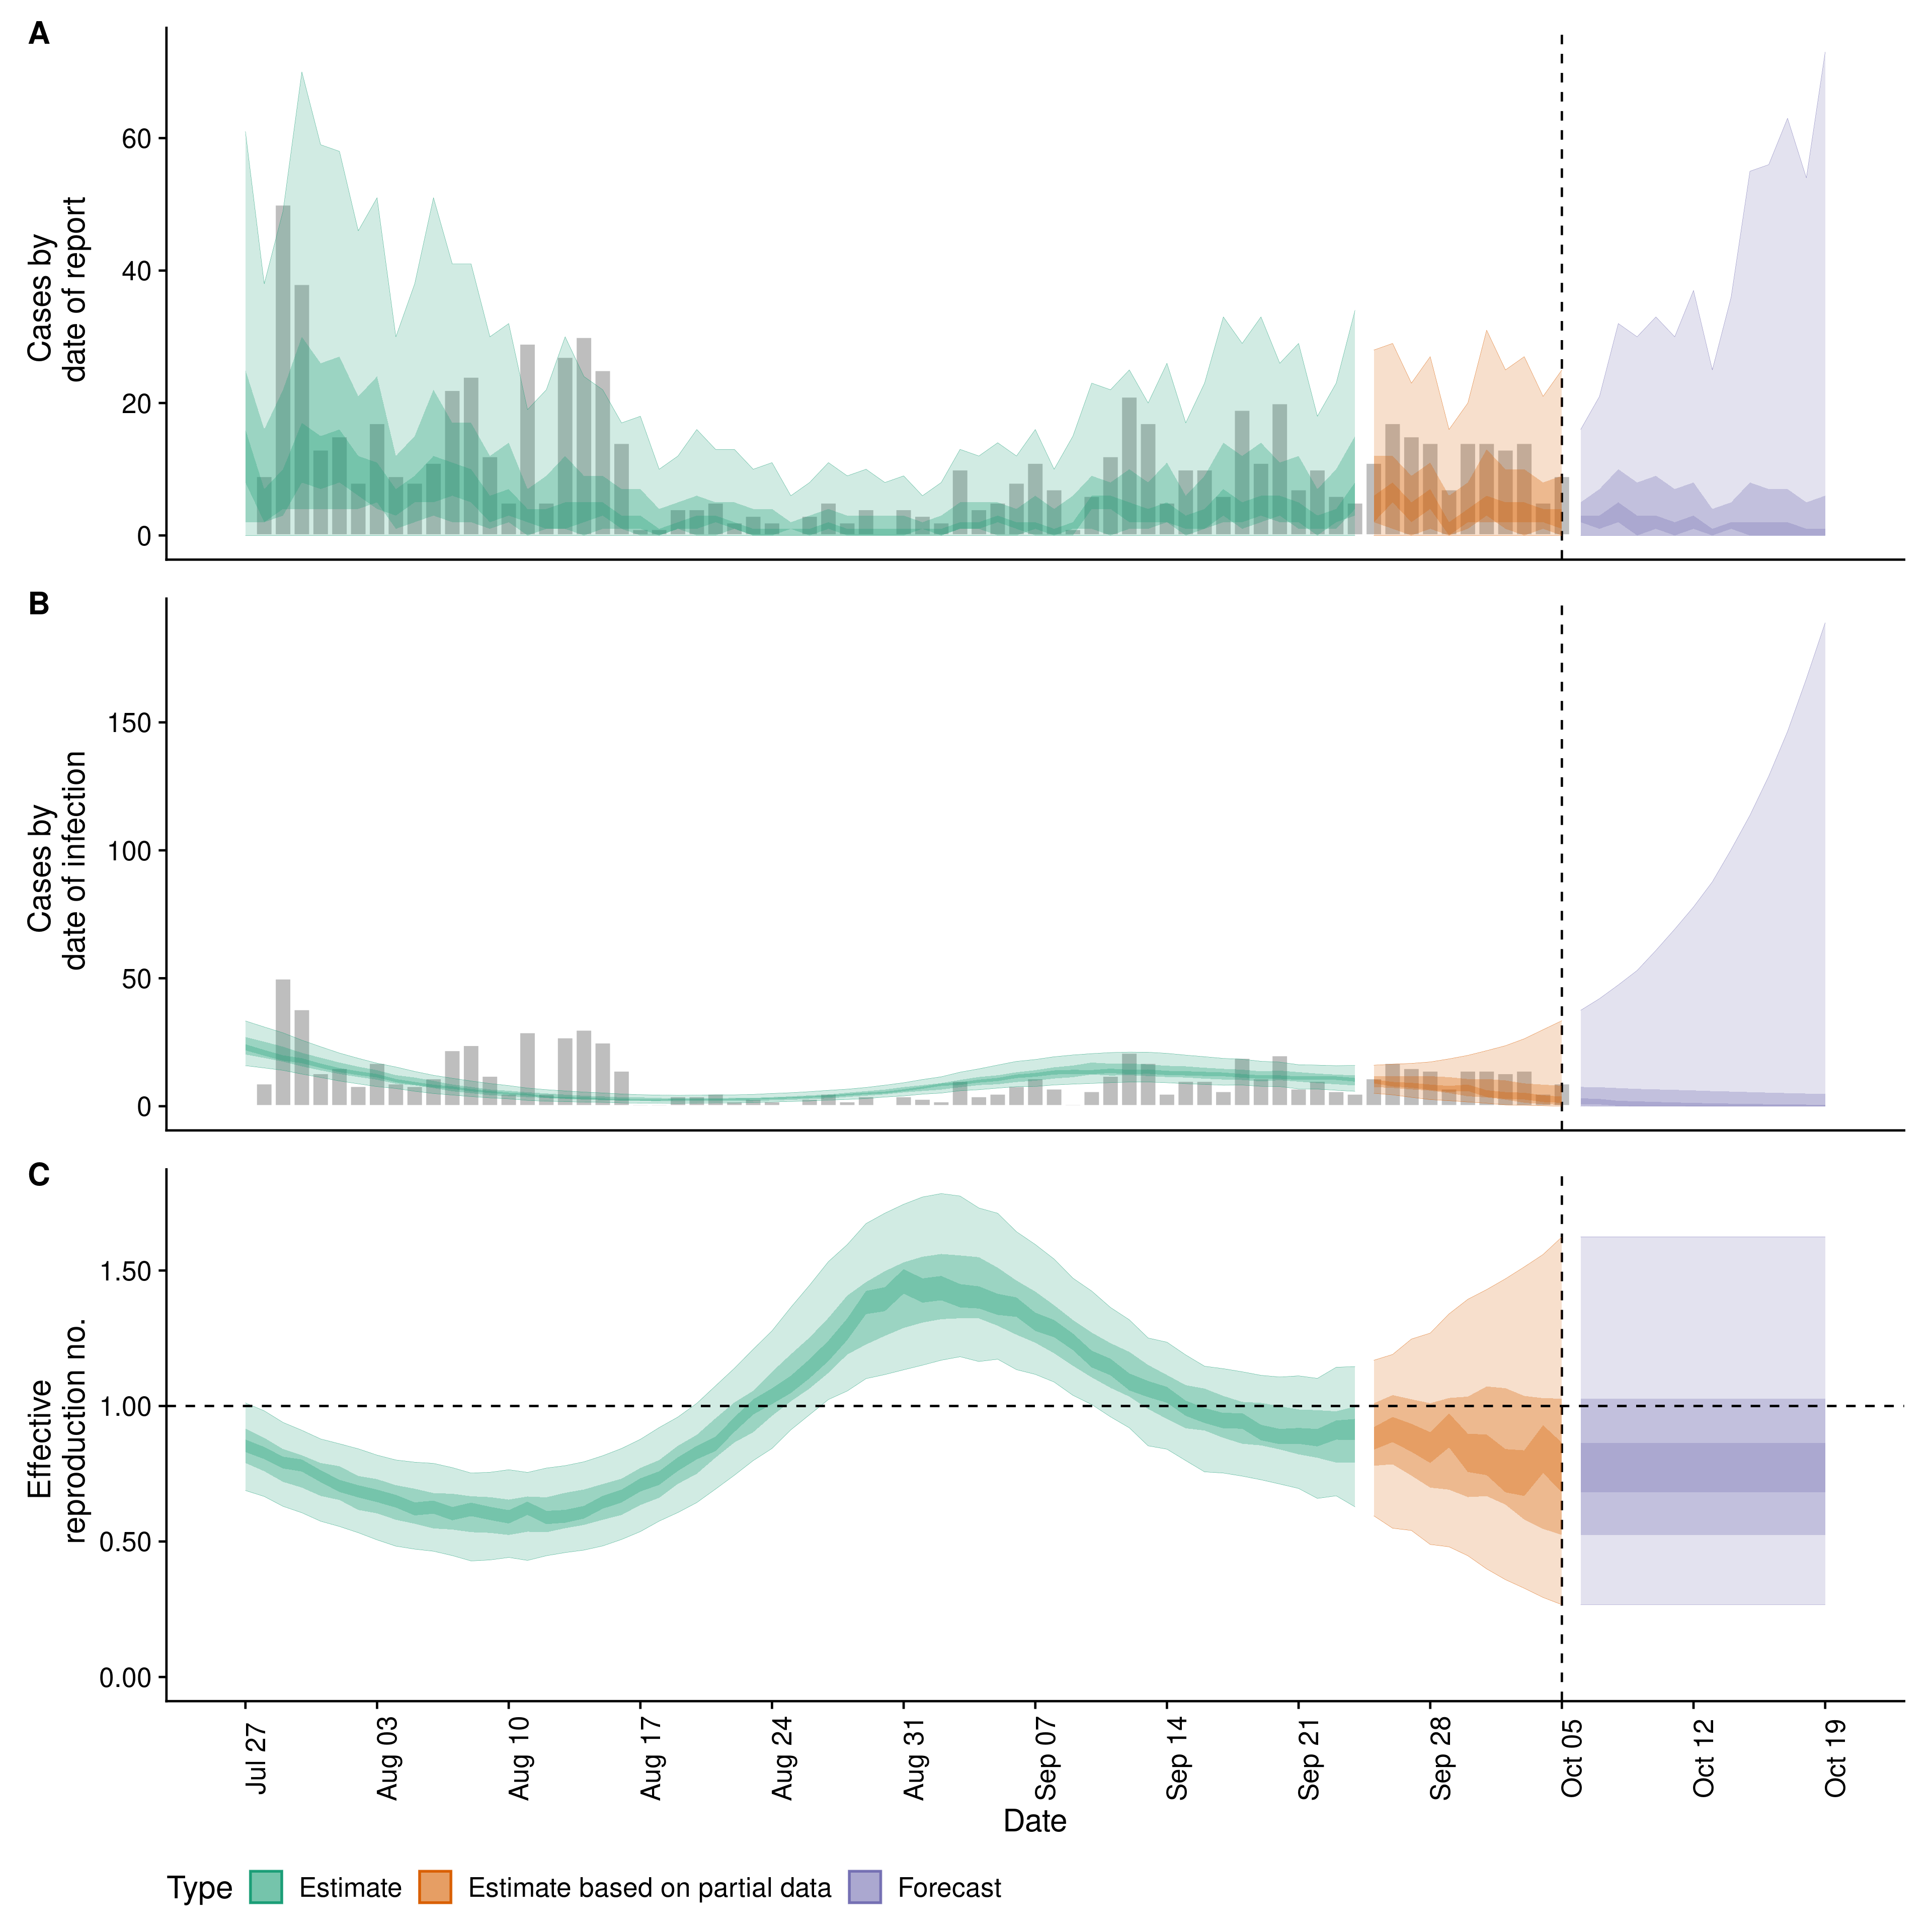 A
Cases by
date of report
60
40
20
0
B
Cases by
date of infection
150
100
50
0
C
Effective
reproduction no.
1.50
1.00
0.50
0.00
Jul 27
Aug 03
Aug 10
Aug 17
Aug 24
Aug 31
Sep 07
Sep 14
Sep 21
Sep 28
Oct 05
Oct 12
Oct 19
Date
Type Estimate Estimate based on partial data Forecast